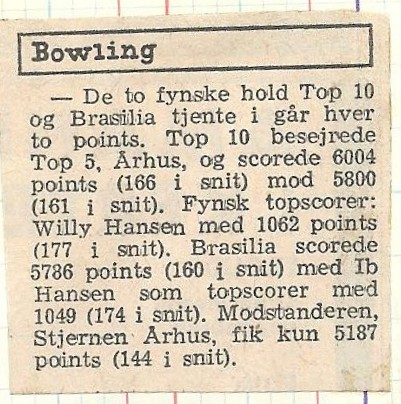 Bowling
— De to fynske hold Top 10
og Brasilia tjente i går hver
to points. Top 10 besejrede
Top 5, Århus, og scorede 6004
points (166 i snit) mod 5800
(161 i snit). Fynsk topscorer:
Willy Hansen med 1062 points
(177 i snit). Brasilia scorede
5786 points (160 i snit) med Ib
Hansen som topscorer med
1049 (174 i snit). Modstanderen,
Stjernen Århus, fik kun 5187
points (144 i snit).